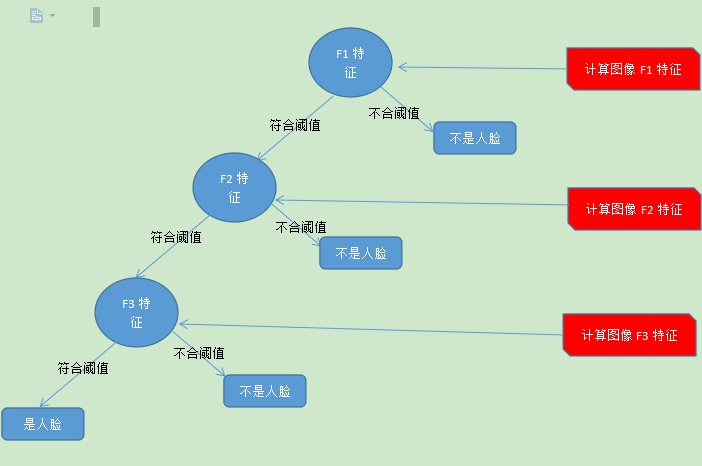 F1 特
征
计算图像 F1 特征
符合阈值
不合阈值
不是人脸
F2 特
征
计算图像 F2 特征
符合阈值
不合阈值
不是人脸
F3 特
征
计算图像 F3 特征
符合阈值
不合阈值
不是人脸
是人脸